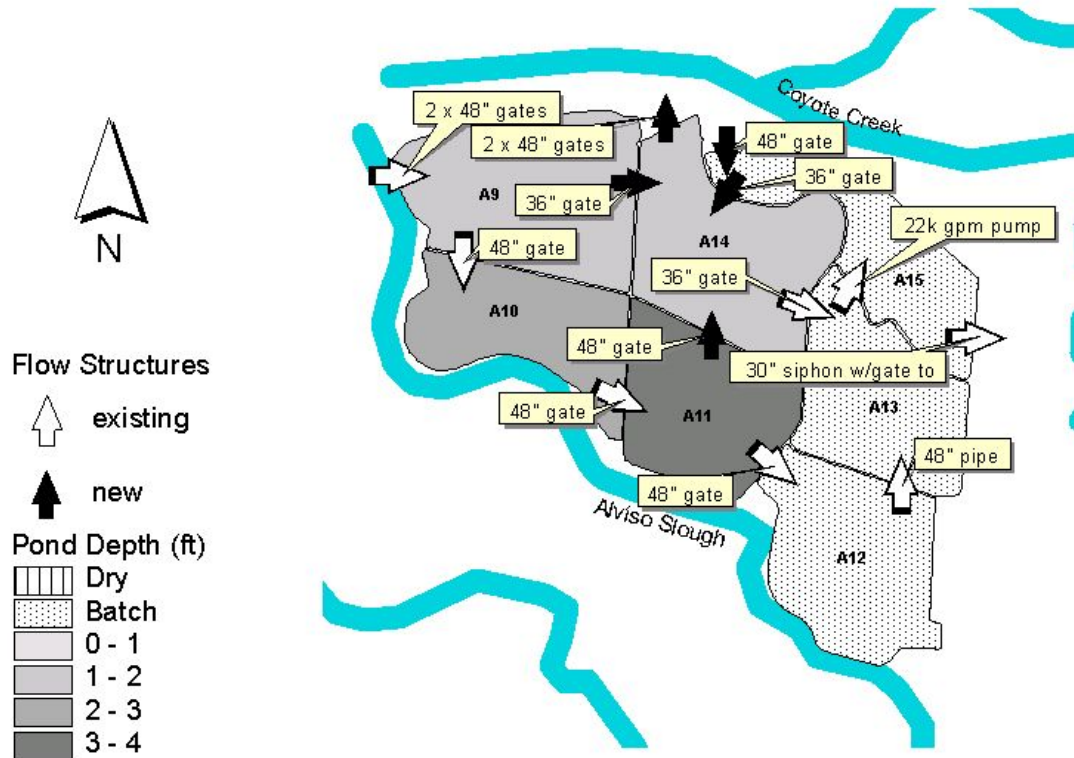 2 x 48" gates
Coyote Creek
2 x 48" gates
48" gate
36" gate
A9
36" gate
22k gpm pump
N
48" gate
A14
36" gate
A15
A10
48" gate
30" siphon w/gate to
Flow Structures
existing
48" gate
A11
A13
48" pipe
new
48" gate
Alviso Slough
A12
Pond Depth (ft)
Dry
Batch
0 - 1
1 - 2
2 - 3
3 - 4